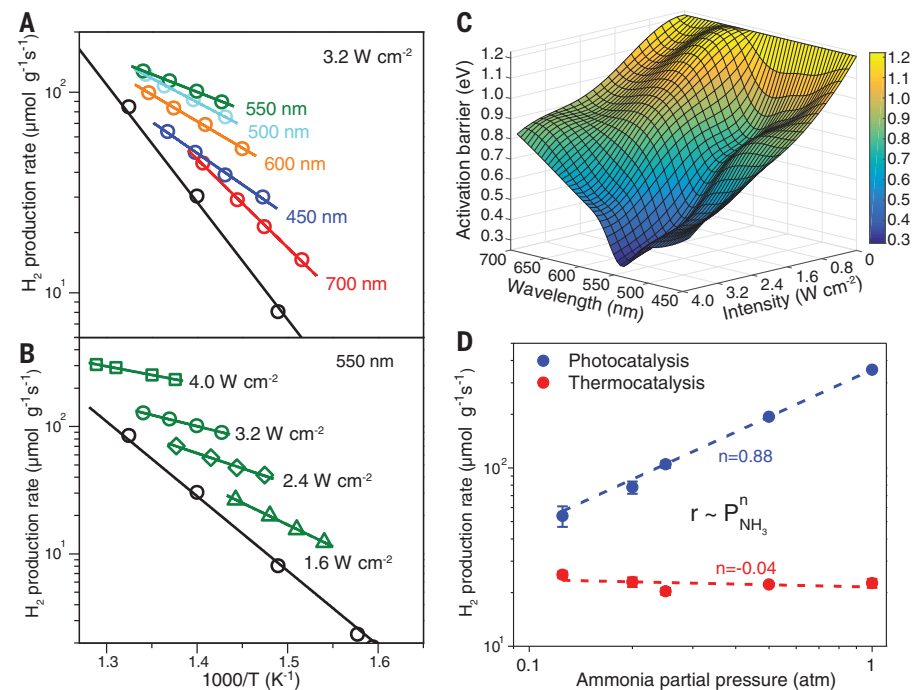 A
H₂ production rate (µmol g⁻¹s⁻¹)
10²
10¹
3.2 W cm⁻²
550 nm
500 nm
600 nm
450 nm
700 nm
B
H₂ production rate (µmol g⁻¹s⁻¹)
10²
10¹
550 nm
4.0 W cm⁻²
3.2 W cm⁻²
2.4 W cm⁻²
1.6 W cm⁻²
1.3 1.4 1.5 1.6
1000/T (K⁻¹)
C
Activation barrier (eV)
1.2
1.2
1.1
1.0
0.9
0.8
0.7
0.6
0.5
0.4
0.3
700 650 600 550 500 450
Wavelength (nm)
4.0 3.2 2.4 1.6 0.8 0
Intensity (W cm⁻²)
1.2
1.1
1.0
0.9
0.8
0.7
0.6
0.5
0.4
0.3
D
H₂ production rate (µmol g⁻¹s⁻¹)
10²
10¹
Photocatalysis
Thermocatalysis
n=0.88
r ~ Pⁿ_NH₃
n=-0.04
0.1 1
Ammonia partial pressure (atm)